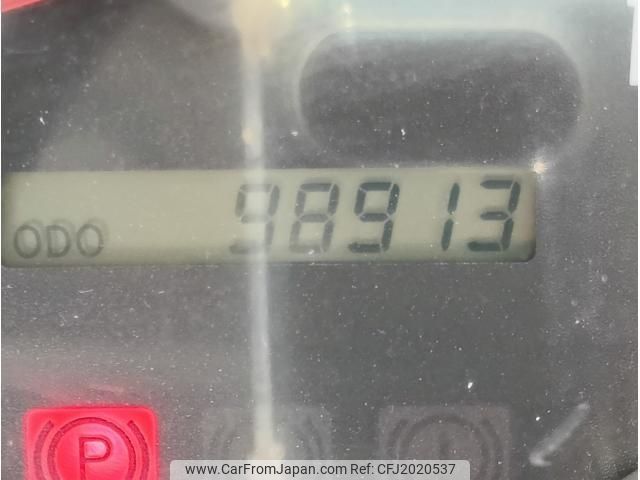 ODO 98913
P
www.CarFromJapan.com | Ref: CFJ2020537